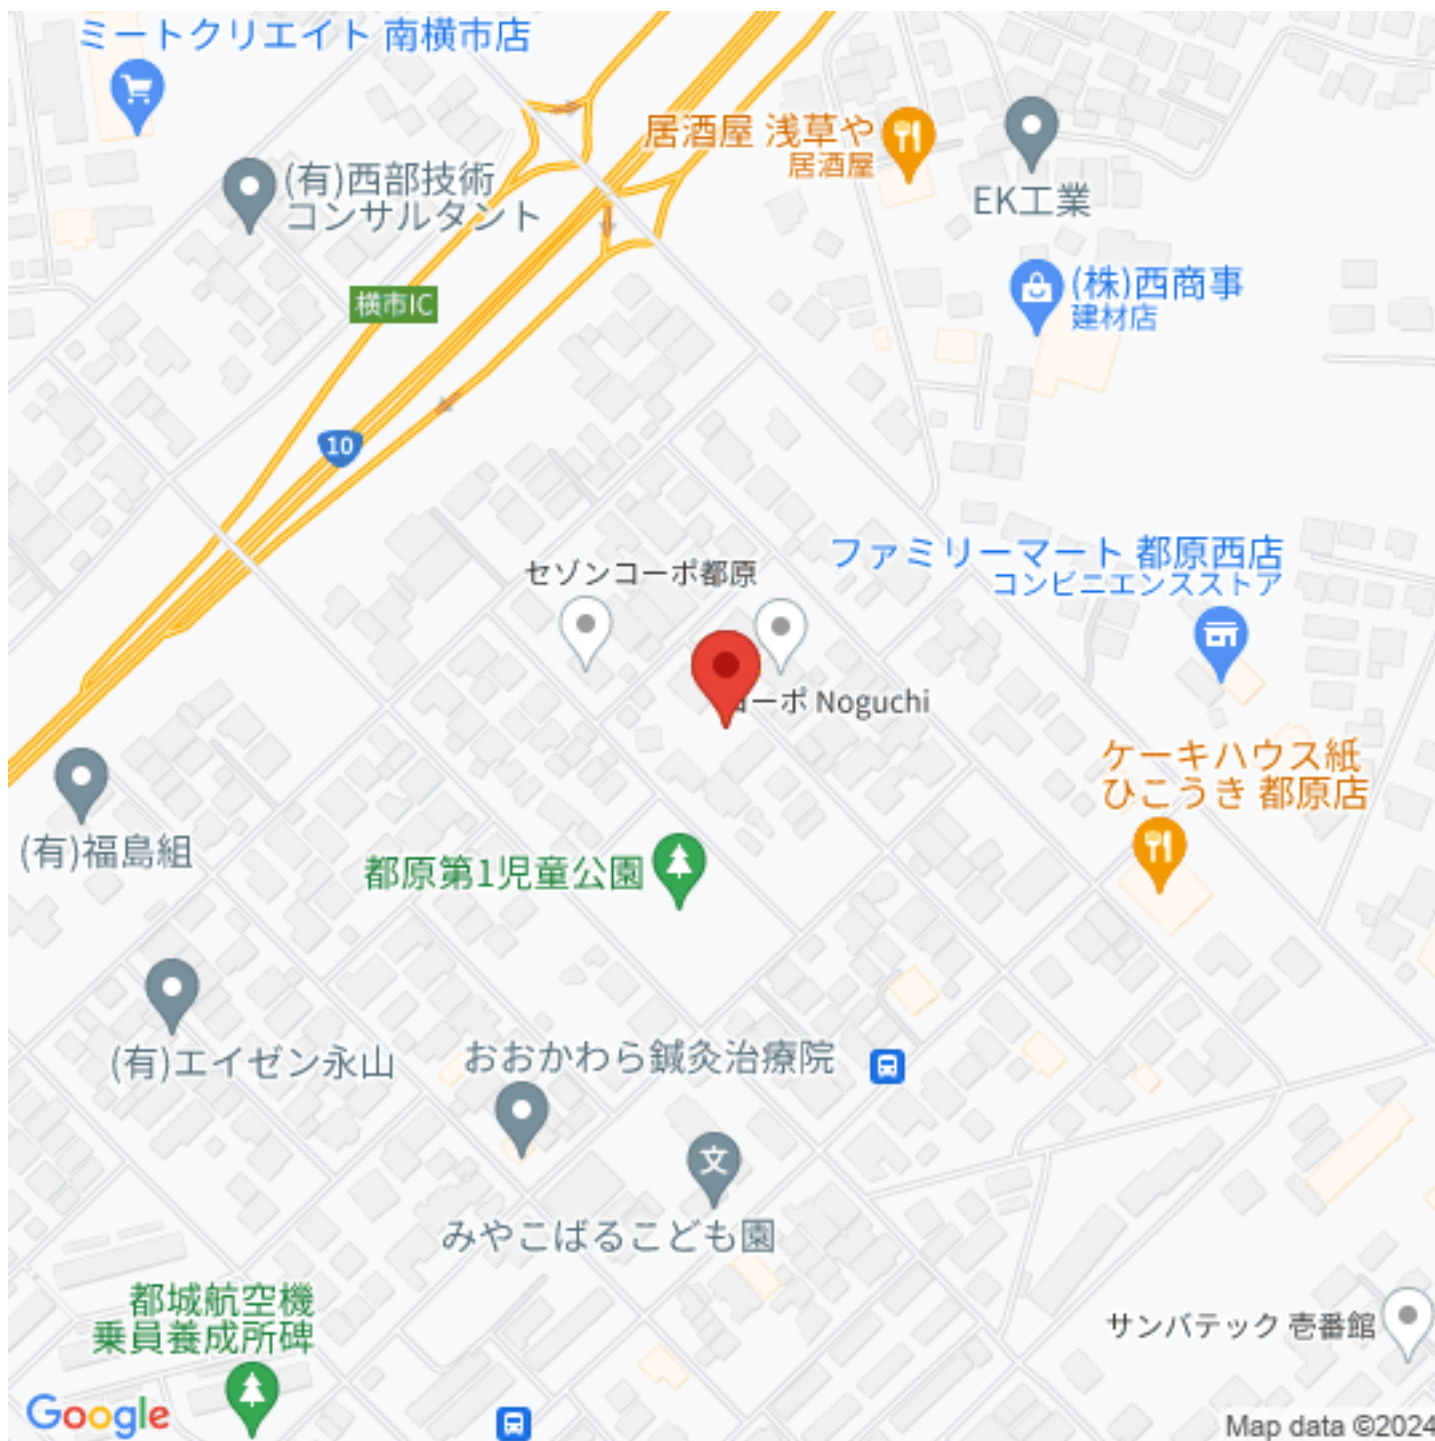 ミートクリエイト 南横市店
居酒屋 浅草や
居酒屋
(有)西部技術
コンサルタント
EK工業
(株)西商事
建材店
横市IC
10
ファミリーマート 都原西店
コンビニエンスストア
セゾンコーポ都原
コーポ Noguchi
ケーキハウス紙
ひこうき 都原店
(有)福島組
都原第1児童公園
(有)エイゼン永山
おおかわら鍼灸治療院
文
みやこばるこども園
都城航空機
乗員養成所碑
サンバテック 壱番館
Google
Map data ©2024